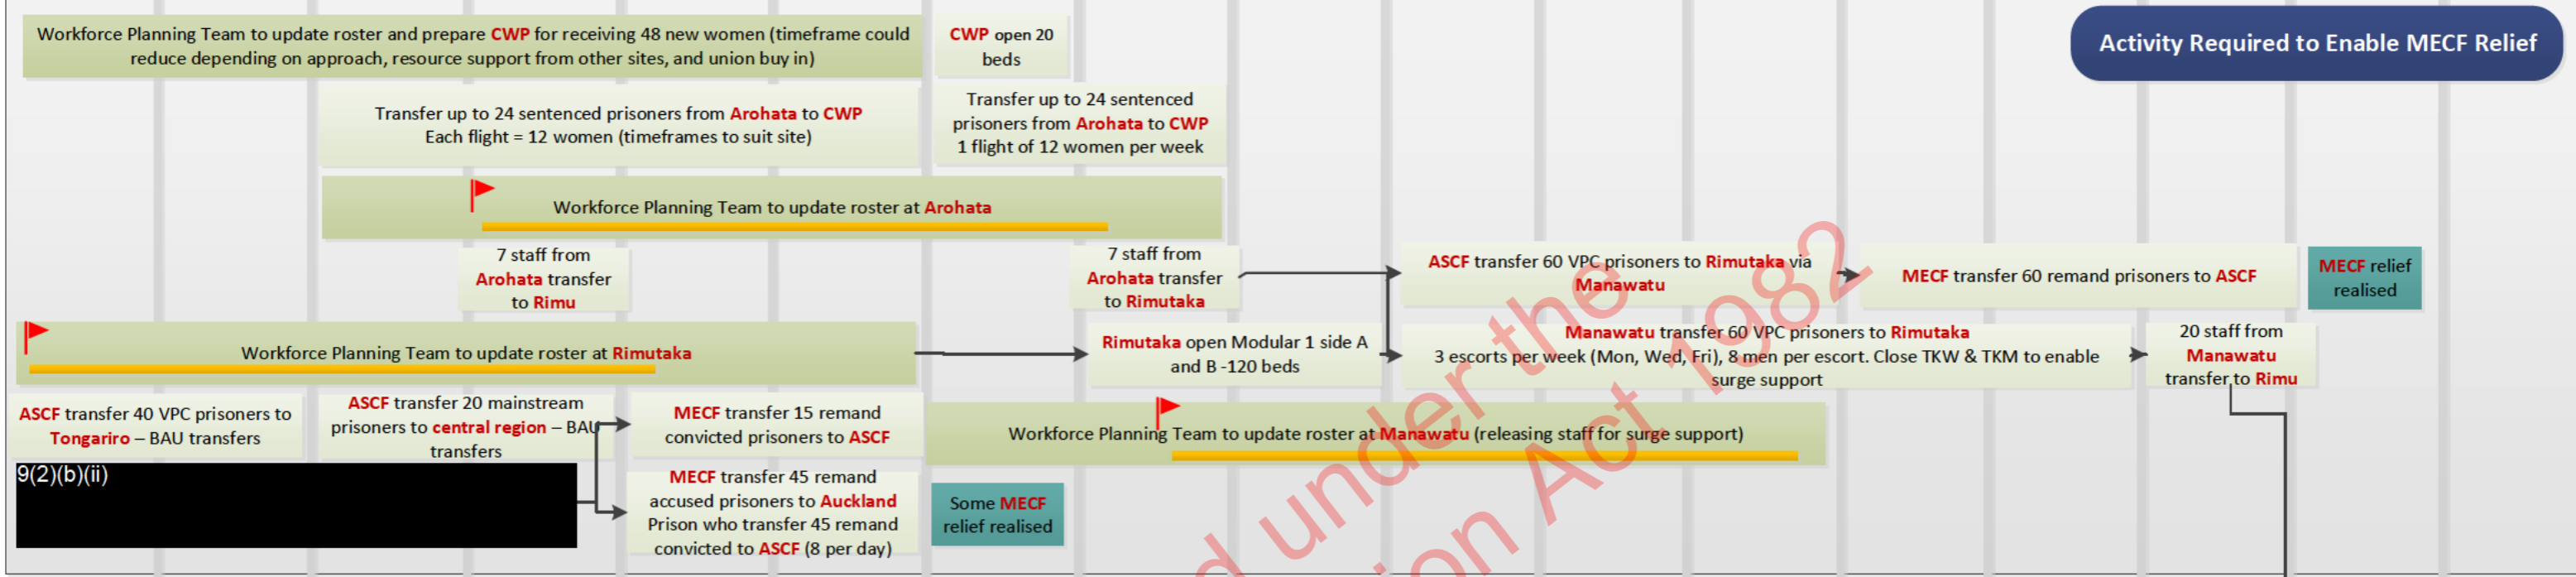 Workforce Planning Team to update roster and prepare CWP for receiving 48 new women (timeframe could
reduce depending on approach, resource support from other sites, and union buy in)
CWP open 20
beds
Activity Required to Enable MECF Relief
Transfer up to 24 sentenced prisoners from Arohata to CWP
Each flight = 12 women (timeframes to suit site)
Transfer up to 24 sentenced
prisoners from Arohata to CWP
1 flight of 12 women per week
Workforce Planning Team to update roster at Arohata
7 staff from
Arohata transfer
to Rimu
7 staff from
Arohata transfer
to Rimutaka
ASCF transfer 60 VPC prisoners to Rimutaka via
Manawatu
MECF transfer 60 remand prisoners to ASCF
MECF relief
realised
Workforce Planning Team to update roster at Rimutaka
Rimutaka open Modular 1 side A
and B -120 beds
Manawatu transfer 60 VPC prisoners to Rimutaka
3 escorts per week (Mon, Wed, Fri), 8 men per escort. Close TKW & TKM to enable
surge support
20 staff from
Manawatu
transfer to Rimu
ASCF transfer 40 VPC prisoners to
Tongariro – BAU transfers
ASCF transfer 20 mainstream
prisoners to central region – BAU
transfers
MECF transfer 15 remand
convicted prisoners to ASCF
Workforce Planning Team to update roster at Manawatu (releasing staff for surge support)
9(2)(b)(ii)
MECF transfer 45 remand
accused prisoners to Auckland
Prison who transfer 45 remand
convicted to ASCF (8 per day)
Some MECF
relief realised
under the
Act 1982